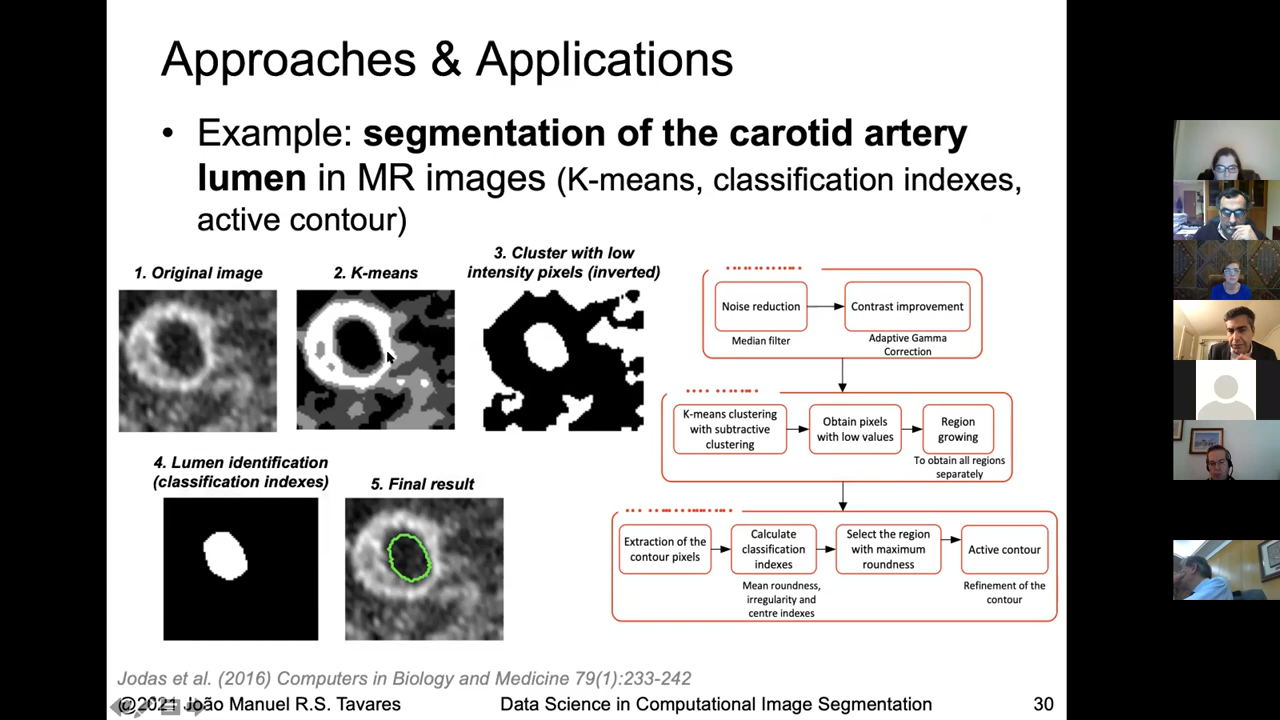 Approaches & Applications
• Example: segmentation of the carotid artery
lumen in MR images (K-means, classification indexes,
active contour)
1. Original image
2. K-means
3. Cluster with low
intensity pixels (inverted)
4. Lumen identification
(classification indexes)
5. Final result
Noise reduction
Contrast improvement
Median filter
Adaptive Gamma
Correction
K-means clustering
with subtractive
clustering
Obtain pixels
with low values
Region
growing
To obtain all regions
separately
Extraction of the
contour pixels
Calculate
classification
indexes
Select the region
with maximum
roundness
Active contour
Mean roundness,
irregularity and
centre indexes
Refinement of the
contour
Jodas et al. (2016) Computers in Biology and Medicine 79(1):233-242
@2021 João Manuel R.S. Tavares
Data Science in Computational Image Segmentation
30